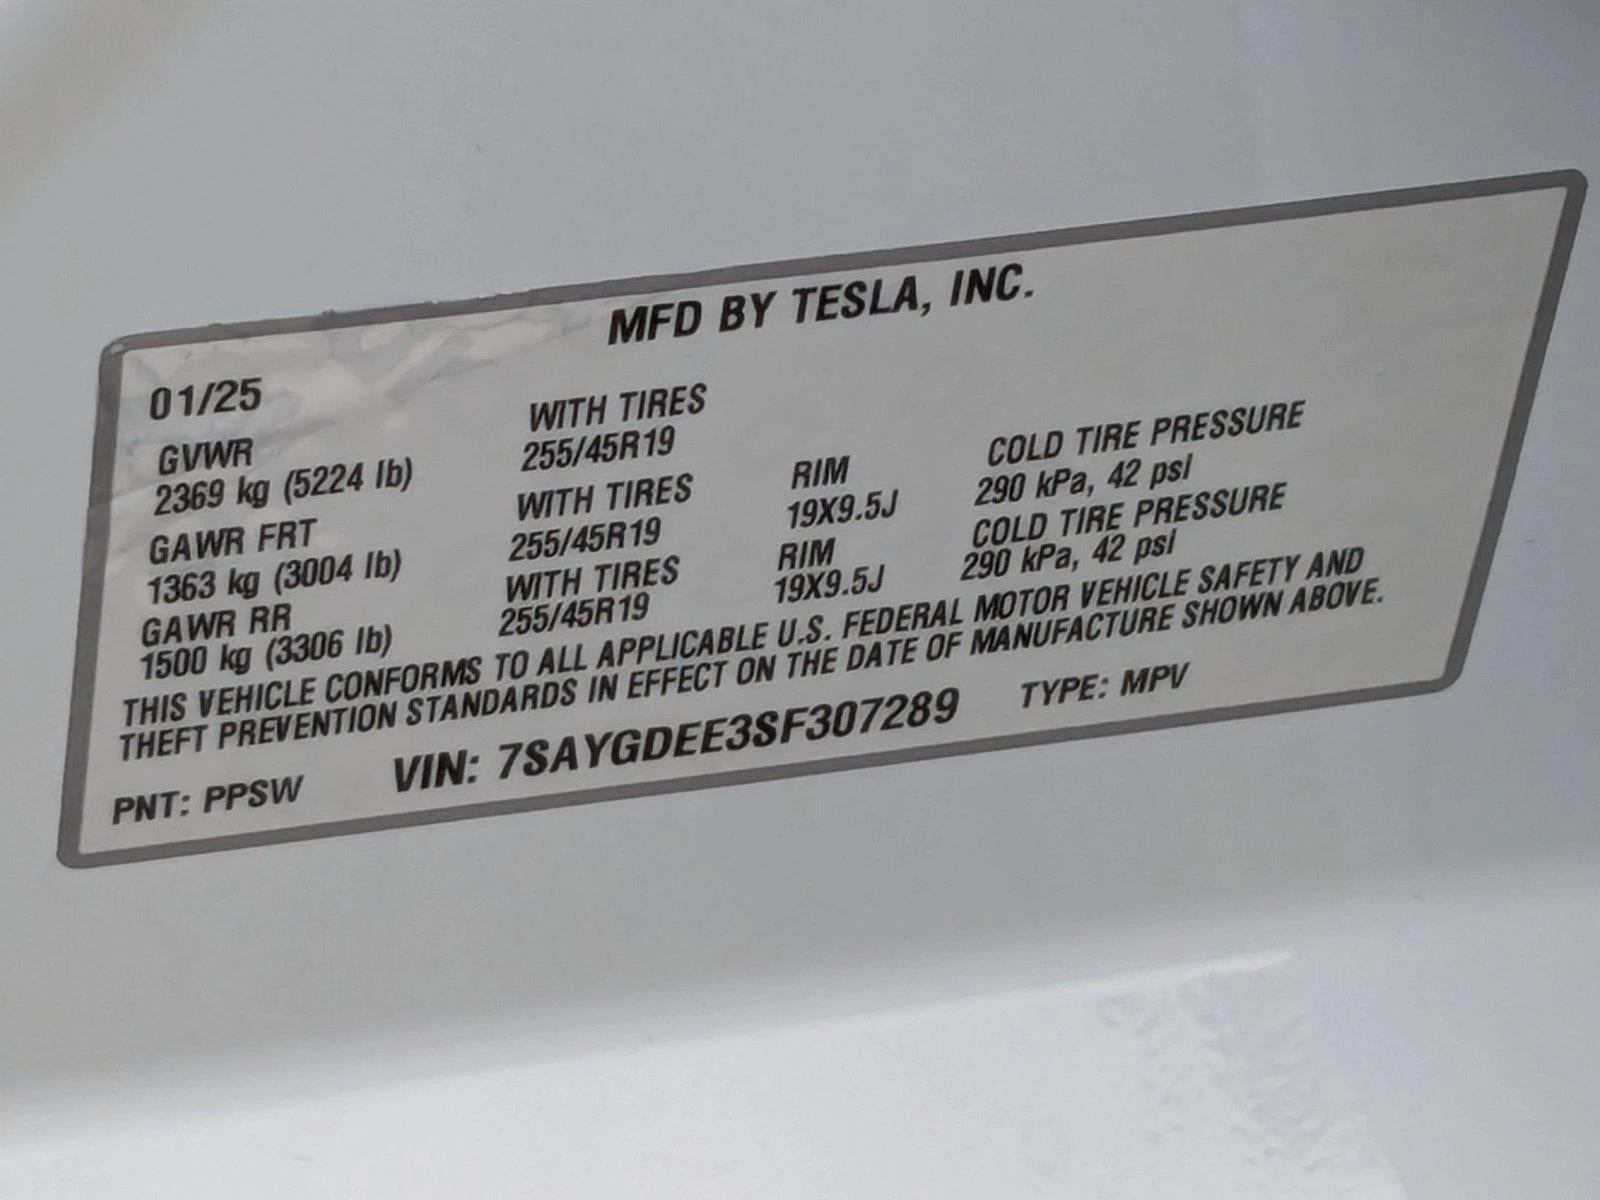 MFD BY TESLA, INC.
01/25
GVWR WITH TIRES
2369 kg (5224 lb) 255/45R19
GAWR FRT WITH TIRES RIM COLD TIRE PRESSURE
1363 kg (3004 lb) 255/45R19 19X9.5J 290 kPa, 42 psi
GAWR RR WITH TIRES RIM COLD TIRE PRESSURE
1500 kg (3306 lb) 255/45R19 19X9.5J 290 kPa, 42 psi
THIS VEHICLE CONFORMS TO ALL APPLICABLE U.S. FEDERAL MOTOR VEHICLE SAFETY AND
THEFT PREVENTION STANDARDS IN EFFECT ON THE DATE OF MANUFACTURE SHOWN ABOVE.
PNT: PPSW VIN: 7SAYGDEE3SF307289 TYPE: MPV